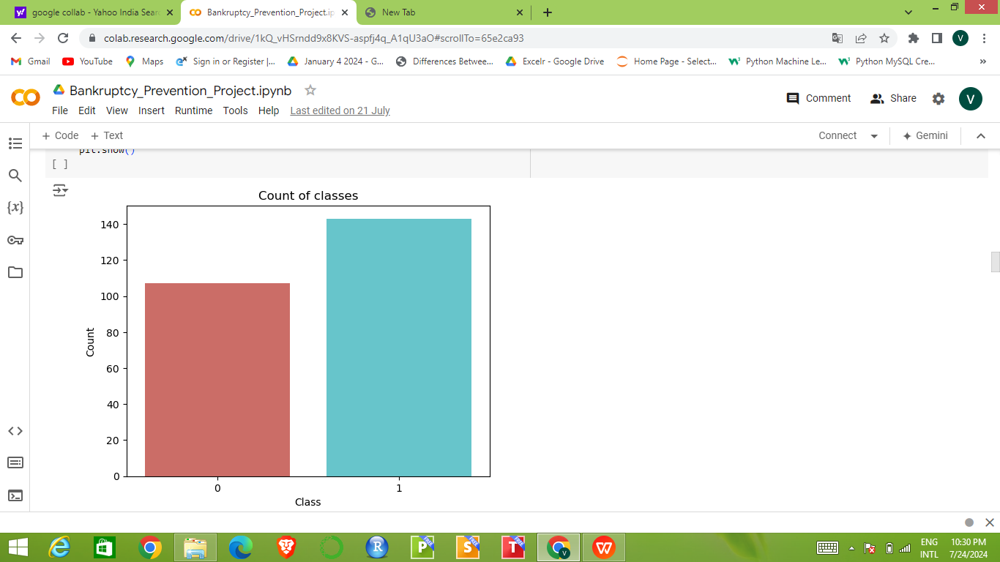 google collab - Yahoo India Sear
Bankruptcy_Prevention_Project.ip
New Tab
colab.research.google.com/drive/1kQ_vHSrndd9x8KVS-aspfj4q_A1qU3aO#scrollTo=65e2ca93
V
Gmail
YouTube
Maps
Sign in or Register |...
January 4 2024 - G...
Differences Betwee...
Excelr - Google Drive
Home Page - Select...
Python Machine Le...
Python MySQL Cre...
»
Bankruptcy_Prevention_Project.ipynb
Comment
Share
V
File Edit View Insert Runtime Tools Help Last edited on 21 July
+ Code + Text
Connect
Gemini
plt.show()
[ ]
{x}
Count of classes
140
120
100
80
60
40
20
0
Count
0 1
Class
ENG
INTL
10:30 PM
7/24/2024